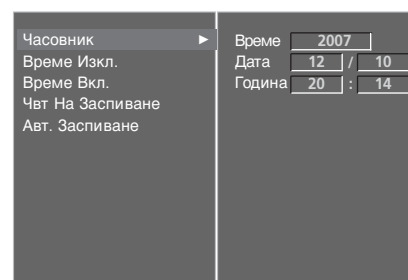 Часовник ►
Време Изкл.
Време Вкл.
Чвт На Заспиване
Авт. Заспиване
Време 2007
Дата 12 / 10
Година 20 : 14